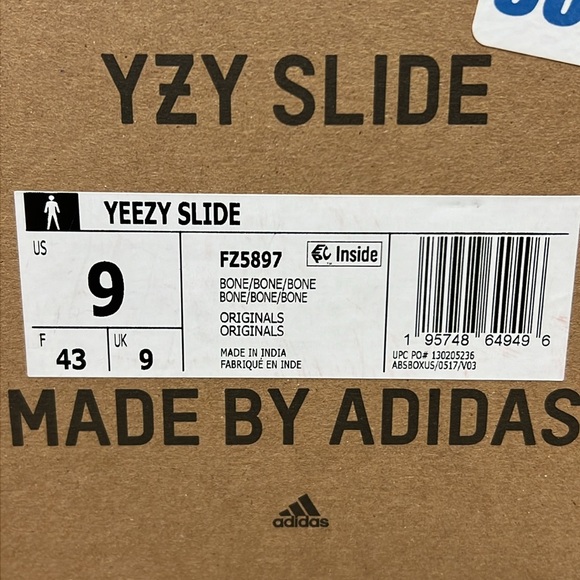 YZY SLIDE
YEEZY SLIDE
US
9
F
43
UK
9
FZ5897
Inside
BONE/BONE/BONE
BONE/BONE/BONE
ORIGINALS
ORIGINALS
MADE IN INDIA
FABRIQUÉ EN INDE
1 95748 64949 6
UPC PO# 130205236
ABSBOXUS/0517/V03
MADE BY ADIDAS
adidas